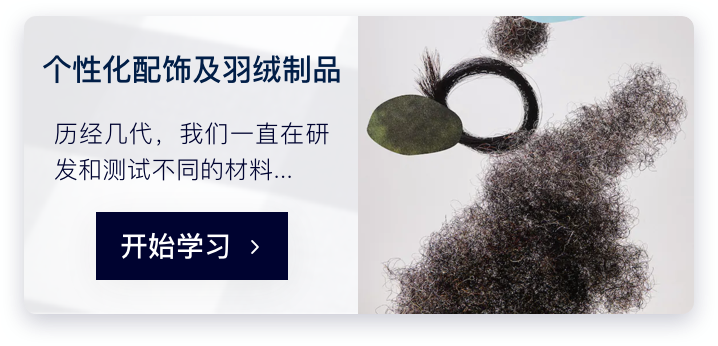 个性化配饰及羽绒制品
历经几代，我们一直在研
发和测试不同的材料...
开始学习